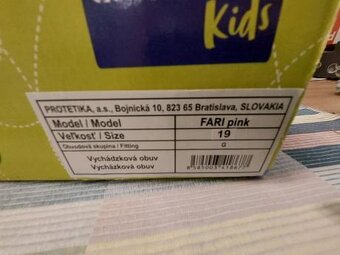 Kids
PROTETIKA, a.s., Bojnická 10, 823 65 Bratislava, SLOVAKIA
Model / Model FARI pink
Veľkosť / Size 19
Obvodová skupina / Fitting G
Vychádzková obuv
Vycházková obuv